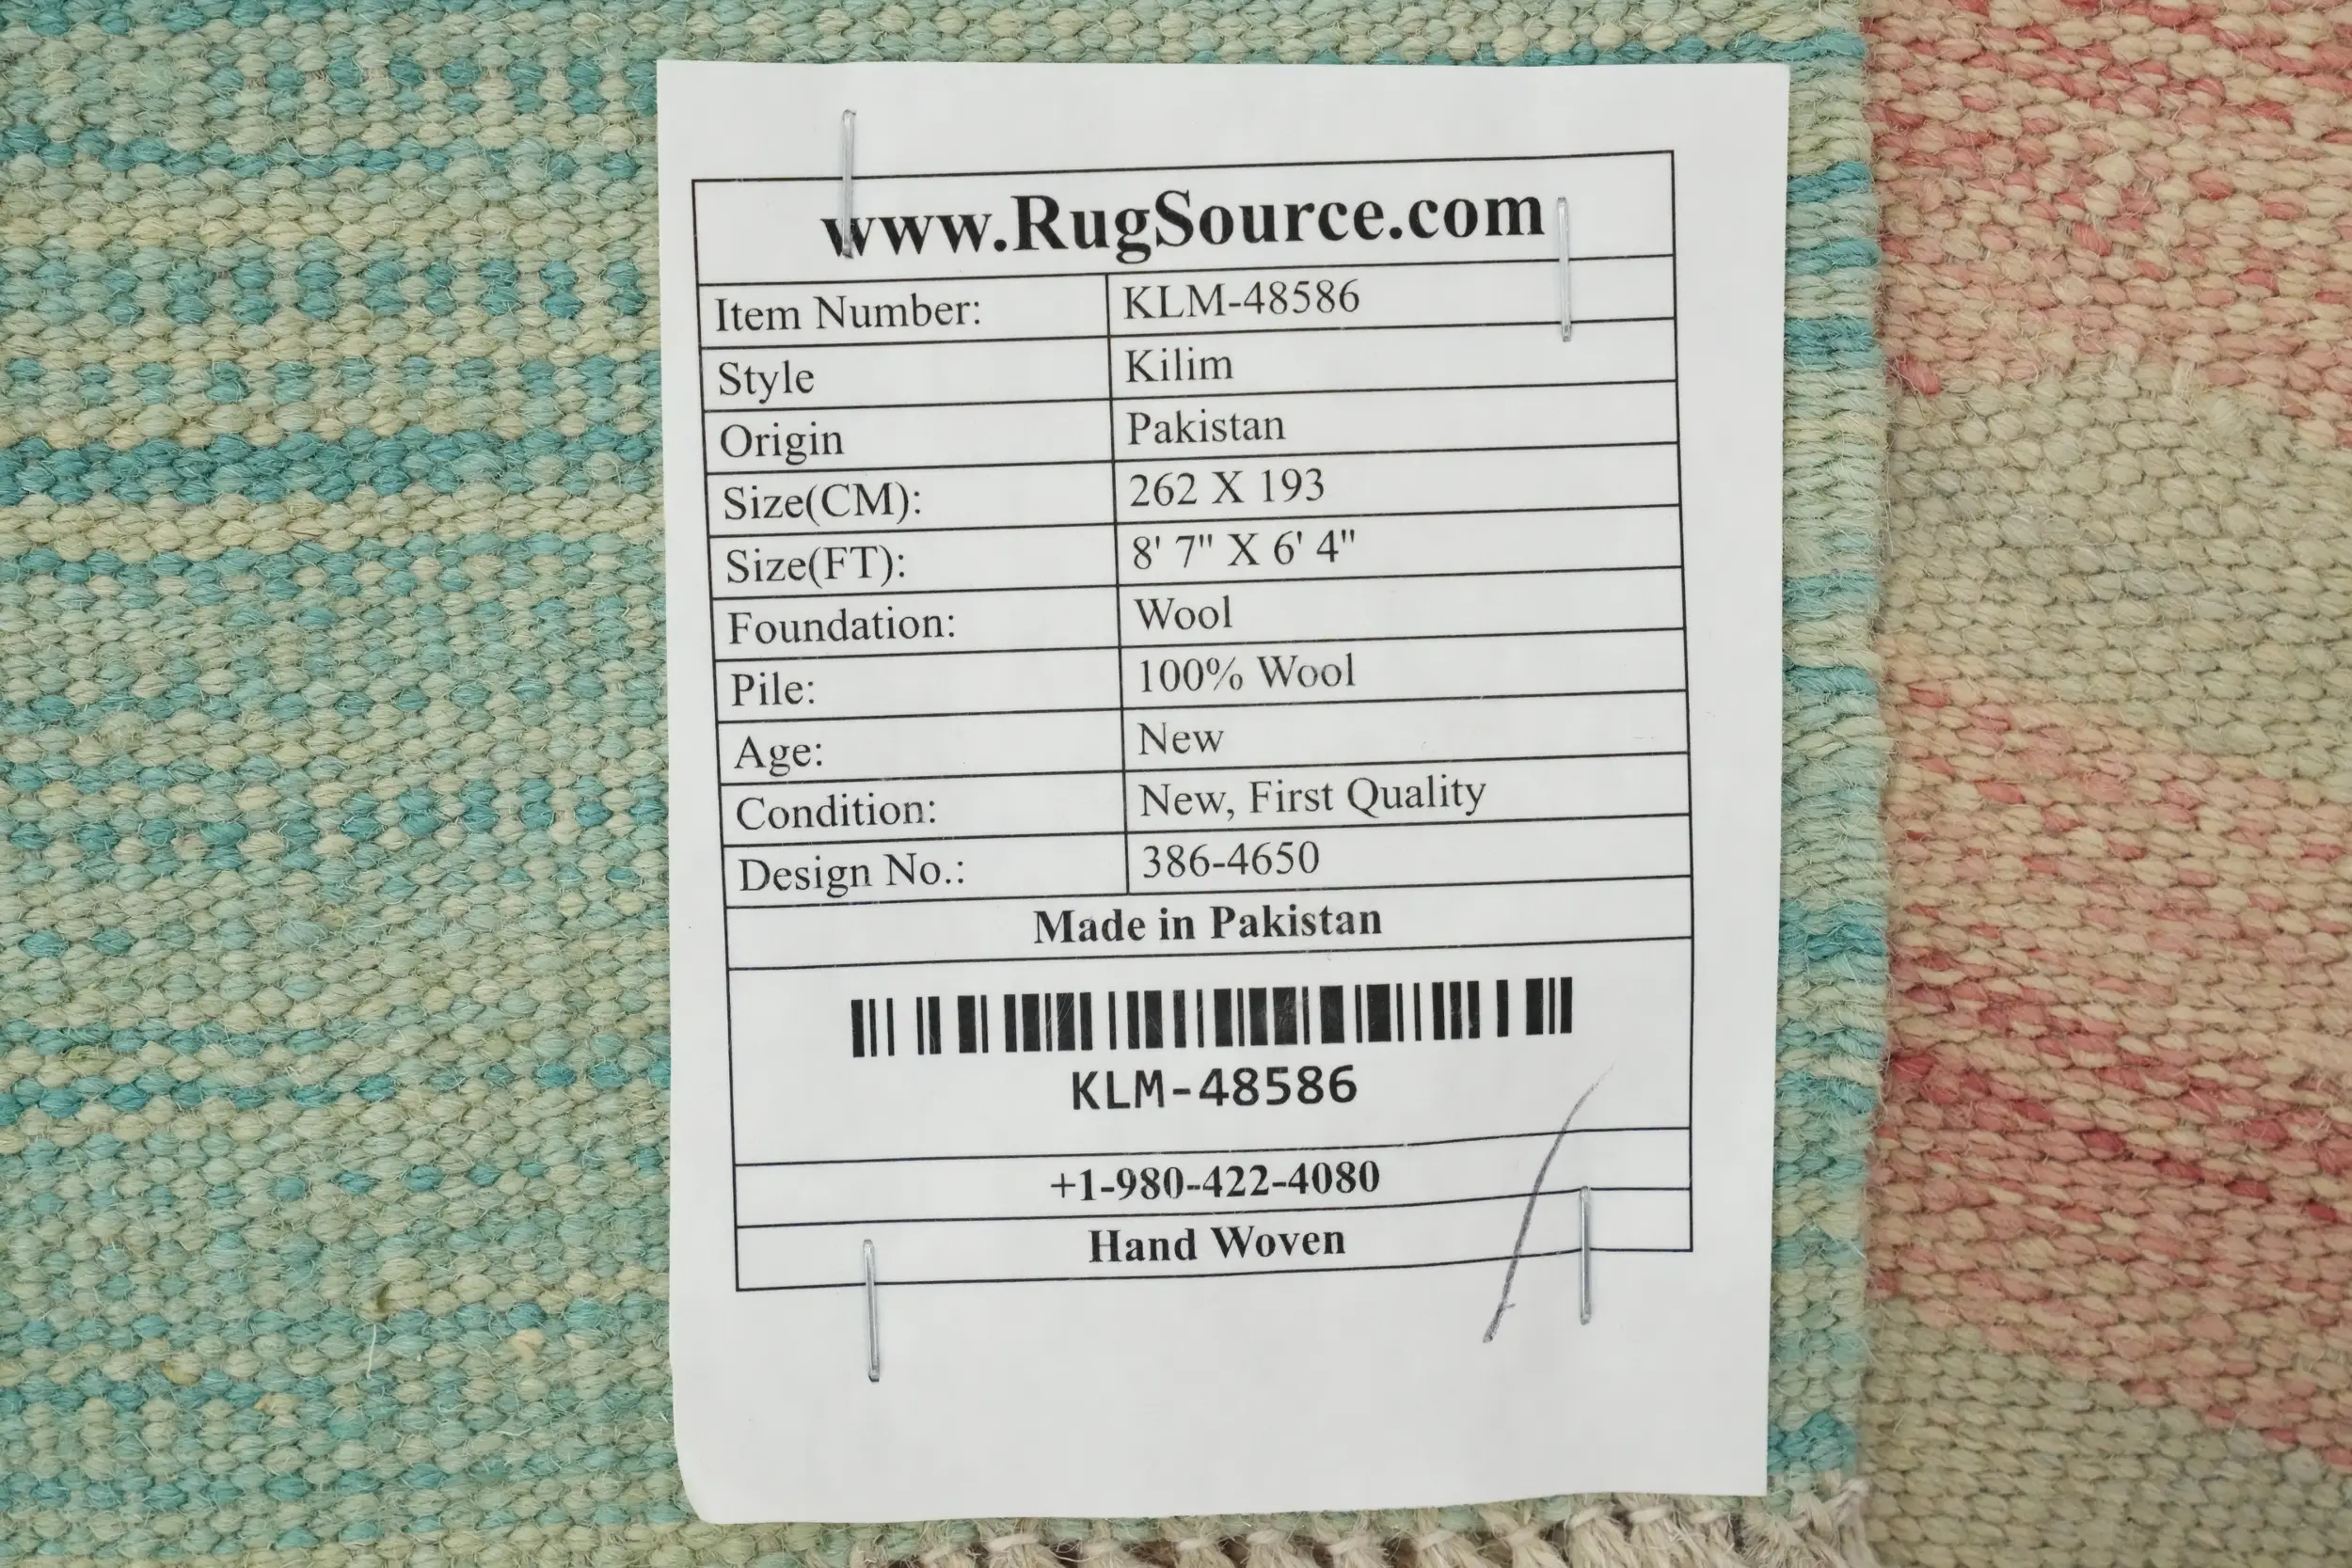 www.RugSource.com
Item Number: KLM-48586
Style Kilim
Origin Pakistan
Size(CM): 262 X 193
Size(FT): 8' 7" X 6' 4"
Foundation: Wool
Pile: 100% Wool
Age: New
Condition: New, First Quality
Design No.: 386-4650
Made in Pakistan
KLM-48586
+1-980-422-4080
Hand Woven